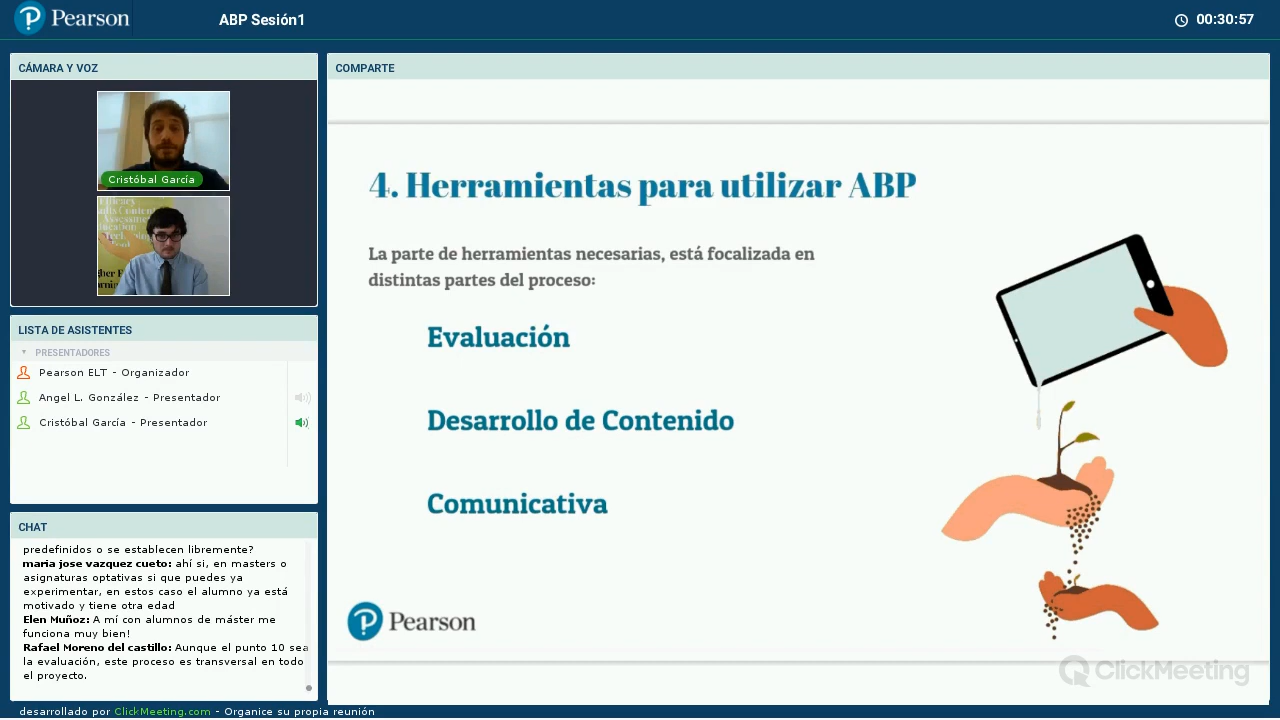 Pearson
ABP Sesión1
00:30:57
CÁMARA Y VOZ
Cristóbal García
LISTA DE ASISTENTES
PRESENTADORES
Pearson ELT - Organizador
Angel L. González - Presentador
Cristóbal García - Presentador
CHAT
predefinidos o se establecen libremente?
maria jose vazquez cueto: ahí si, en masters o
asignaturas optativas si que puedes ya
experimentar, en estos caso el alumno ya está
motivado y tiene otra edad
Elen Muñoz: A mí con alumnos de máster me
funciona muy bien!
Rafael Moreno del castillo: Aunque el punto 10 sea
la evaluación, este proceso es transversal en todo
el proyecto.
COMPARTE
4. Herramientas para utilizar ABP
La parte de herramientas necesarias, está focalizada en
distintas partes del proceso:
Evaluación
Desarrollo de Contenido
Comunicativa
Pearson
ClickMeeting
desarrollado por ClickMeeting.com - Organice su propia reunión